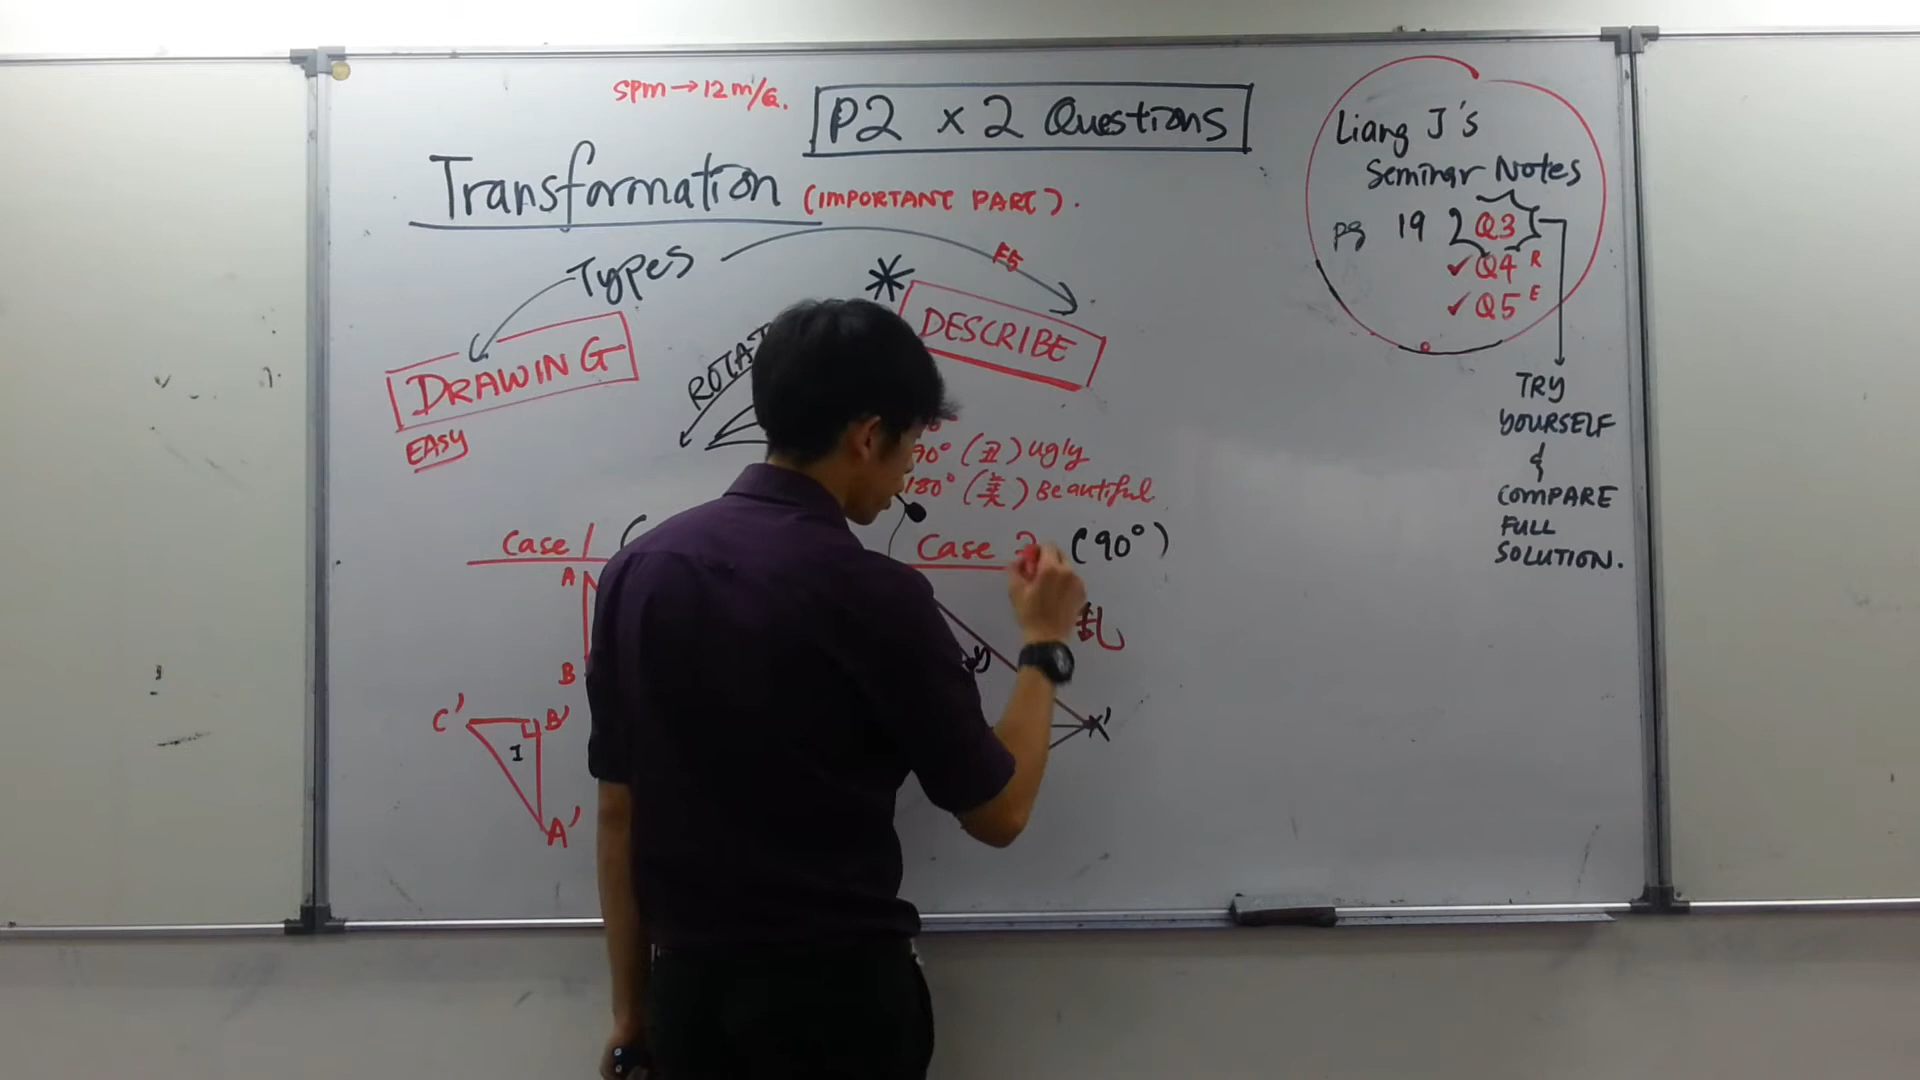 SPM → 12 m/Q.
P2 × 2 Questions
Transformation (IMPORTANT PART).
Types
F5
DRAWING
EASY
* DESCRIBE
90° (丑) ugly
180° (美) Beautiful
Case 1 (
A
B
C' B'
I
A'
Case 2 (90°)
乱
X'
Liang J's
Seminar Notes
pg 19 Q3
✓ Q4 R
✓ Q5 E
TRY
YOURSELF
&
COMPARE
FULL
SOLUTION.